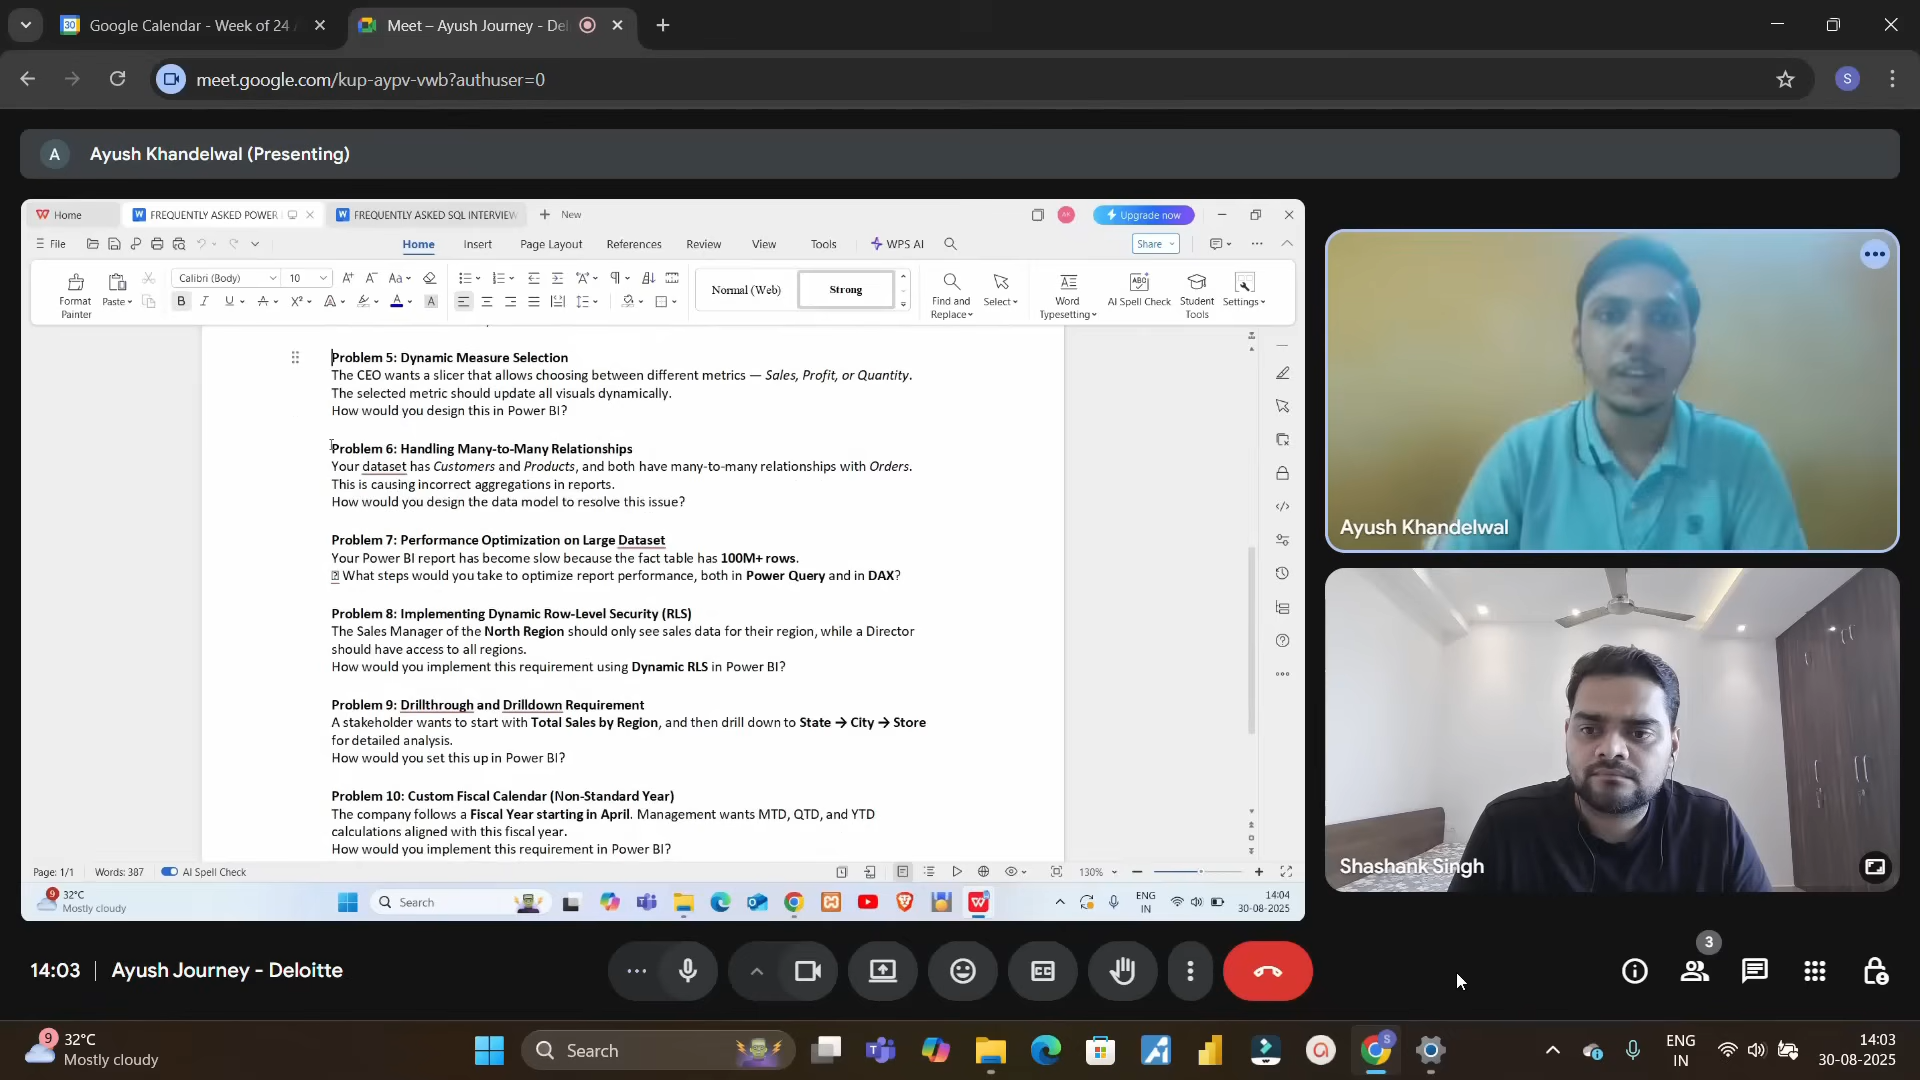 Google Calendar - Week of 24
Meet – Ayush Journey - Del
meet.google.com/kup-aypv-vwb?authuser=0
S
A
Ayush Khandelwal (Presenting)
Home
FREQUENTLY ASKED POWER
FREQUENTLY ASKED SQL INTERVIEW
New
Upgrade now
File
Home
Insert
Page Layout
References
Review
View
Tools
WPS AI
Share
Format Painter
Paste
Calibri (Body)
10
Normal (Web)
Strong
Find and Replace
Select
Word Typesetting
AI Spell Check
Student Tools
Settings
Problem 5: Dynamic Measure Selection
The CEO wants a slicer that allows choosing between different metrics — Sales, Profit, or Quantity.
The selected metric should update all visuals dynamically.
How would you design this in Power BI?
Problem 6: Handling Many-to-Many Relationships
Your dataset has Customers and Products, and both have many-to-many relationships with Orders.
This is causing incorrect aggregations in reports.
How would you design the data model to resolve this issue?
Problem 7: Performance Optimization on Large Dataset
Your Power BI report has become slow because the fact table has 100M+ rows.
What steps would you take to optimize report performance, both in Power Query and in DAX?
Problem 8: Implementing Dynamic Row-Level Security (RLS)
The Sales Manager of the North Region should only see sales data for their region, while a Director
should have access to all regions.
How would you implement this requirement using Dynamic RLS in Power BI?
Problem 9: Drillthrough and Drilldown Requirement
A stakeholder wants to start with Total Sales by Region, and then drill down to State → City → Store
for detailed analysis.
How would you set this up in Power BI?
Problem 10: Custom Fiscal Calendar (Non-Standard Year)
The company follows a Fiscal Year starting in April. Management wants MTD, QTD, and YTD
calculations aligned with this fiscal year.
How would you implement this requirement in Power BI?
Page: 1/1
Words: 387
AI Spell Check
130%
9
32°C
Mostly cloudy
Search
ENG
IN
14:04
30-08-2025
Ayush Khandelwal
Shashank Singh
14:03
Ayush Journey - Deloitte
3
9
32°C
Mostly cloudy
Search
ENG
IN
14:03
30-08-2025